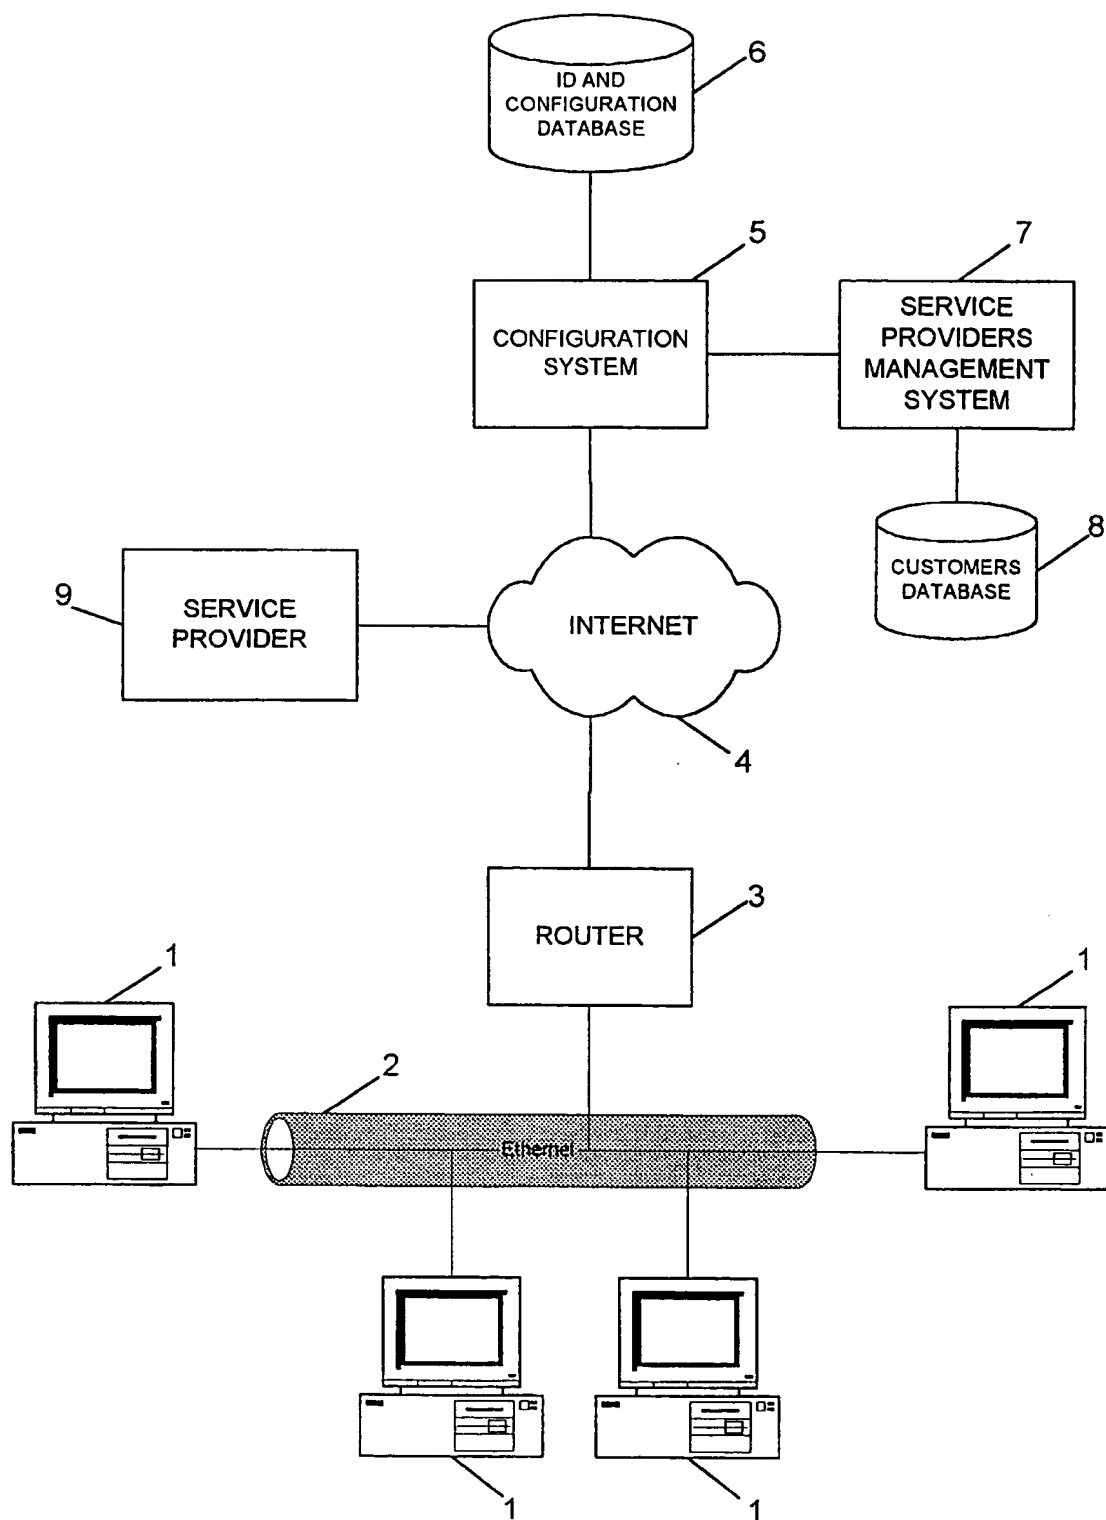 6
ID AND
CONFIGURATION
DATABASE
5
7
CONFIGURATION
SYSTEM
SERVICE
PROVIDERS
MANAGEMENT
SYSTEM
8
CUSTOMERS
DATABASE
9
SERVICE
PROVIDER
INTERNET
4
3
ROUTER
1
1
2
Ethernet
1
1